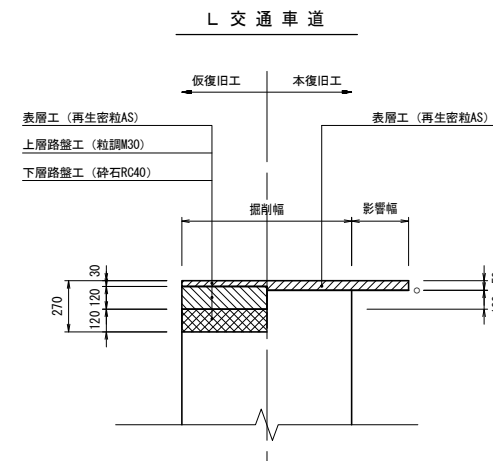 L 交 通 車 道
仮復旧工
本復旧工
表層工（再生密粒AS）
表層工（再生密粒AS）
上層路盤工（粒調M30）
下層路盤工（砕石RC40）
掘削幅
影響幅
30
120
120
270